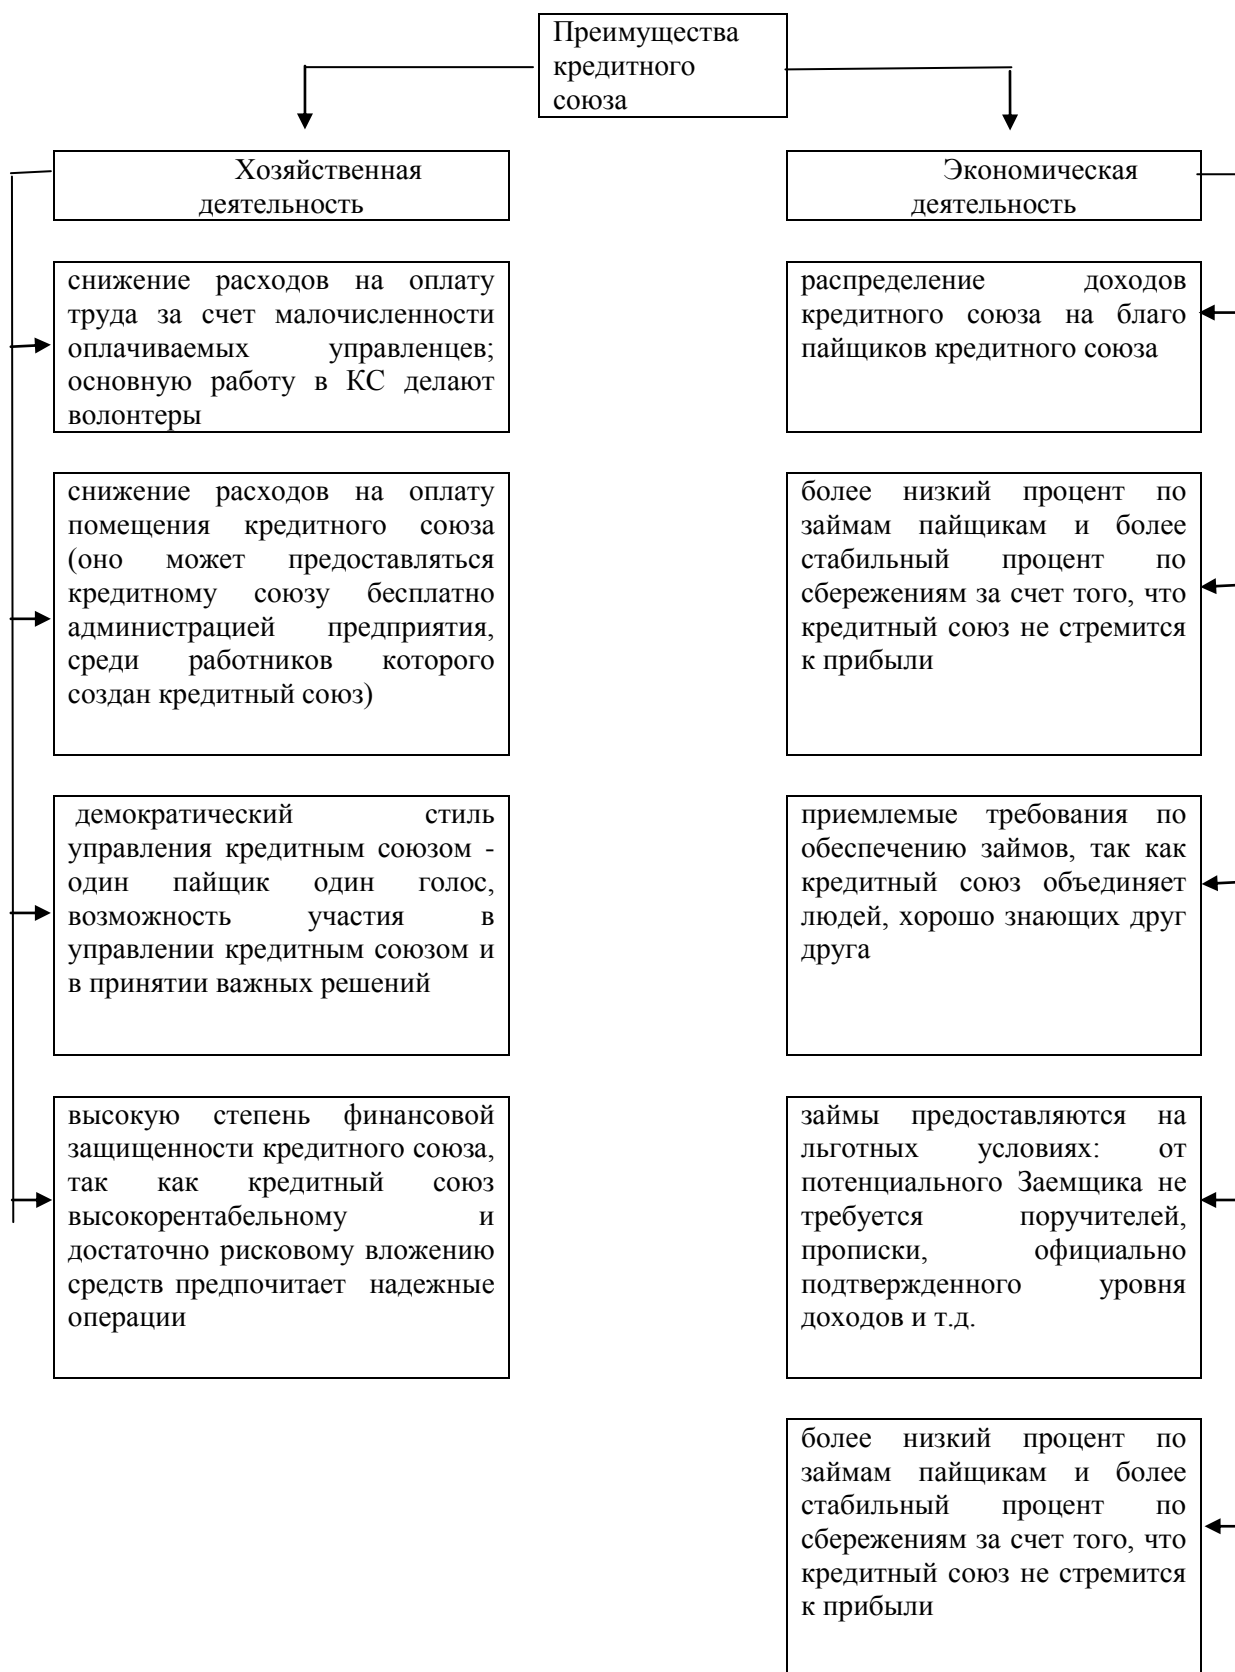 Преимущества
кредитного
союза
Хозяйственная
деятельность
снижение расходов на оплату
труда за счет малочисленности
оплачиваемых управленцев;
основную работу в КС делают
волонтеры
снижение расходов на оплату
помещения кредитного союза
(оно может предоставляться
кредитному союзу бесплатно
администрацией предприятия,
среди работников которого
создан кредитный союз)
демократический стиль
управления кредитным союзом -
один пайщик один голос,
возможность участия в
управлении кредитным союзом и
в принятии важных решений
высокую степень финансовой
защищенности кредитного союза,
так как кредитный союз
высокорентабельному и
достаточно рисковому вложению
средств предпочитает надежные
операции
Экономическая
деятельность
распределение доходов
кредитного союза на благо
пайщиков кредитного союза
более низкий процент по
займам пайщикам и более
стабильный процент по
сбережениям за счет того, что
кредитный союз не стремится
к прибыли
приемлемые требования по
обеспечению займов, так как
кредитный союз объединяет
людей, хорошо знающих друг
друга
займы предоставляются на
льготных условиях: от
потенциального Заемщика не
требуется поручителей,
прописки, официально
подтвержденного уровня
доходов и т.д.
более низкий процент по
займам пайщикам и более
стабильный процент по
сбережениям за счет того, что
кредитный союз не стремится
к прибыли